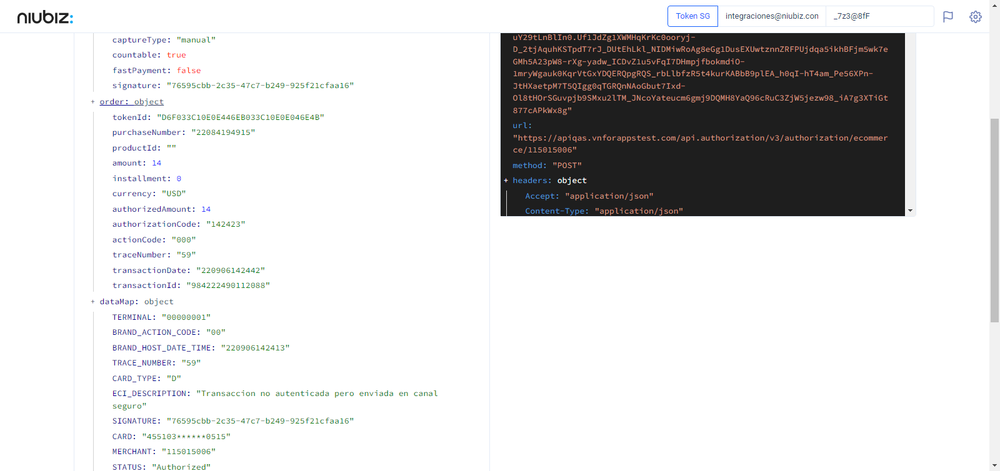 niubiz:
Token SG
integraciones@niubiz.con
_7z3@8fF
captureType: "manual"
countable: true
fastPayment: false
signature: "76595cbb-2c35-47c7-b249-925f21cfaa16"
+ order: object
tokenId: "D6F033C10E0E446EB033C10E0E046E4B"
purchaseNumber: "22084194915"
productId: ""
amount: 14
installment: 0
currency: "USD"
authorizedAmount: 14
authorizationCode: "142423"
actionCode: "000"
traceNumber: "59"
transactionDate: "220906142442"
transactionId: "984222490112088"
+ dataMap: object
TERMINAL: "00000001"
BRAND_ACTION_CODE: "00"
BRAND_HOST_DATE_TIME: "220906142413"
TRACE_NUMBER: "59"
CARD_TYPE: "D"
ECI_DESCRIPTION: "Transaccion no autenticada pero enviada en canal
seguro"
SIGNATURE: "76595cbb-2c35-47c7-b249-925f21cfaa16"
CARD: "455103******0515"
MERCHANT: "115015006"
STATUS: "Authorized"
uY29tLnBlIn0.Uf1JdZg1XWMHqKrKc0ooryj-
D_2tjAquhKSTpdT7rJ_DUtEhLkl_NIDMiwRoAg8eGg1DusEXUwtznnZRFPUjdqa5ikhBFjm5wk7e
GMh5A23pW8-rXg-yadw_ICDvZ1u5vFqI7DHmpjfbokmdiO-
1mryWgauk0KqrVtGxYDQERQpgRQS_rbLlbfzR5t4kurKABbB9plEA_h0qI-hT4am_Pe56XPn-
JtHXaetpM7T5QIgg0qTGRQnNAoGbut7Ixd-
Ol8tHOrSGuvpjb9SMxu2lTM_JNcoYateucm6gmj9DQMH8YaQ96cRuC3ZjW5jezw98_iA7g3XTiGt
877cAPkWx8g"
url:
"https://apiqas.vnforappstest.com/api.authorization/v3/authorization/ecommer
ce/115015006"
method: "POST"
+ headers: object
Accept: "application/json"
Content-Type: "application/json"